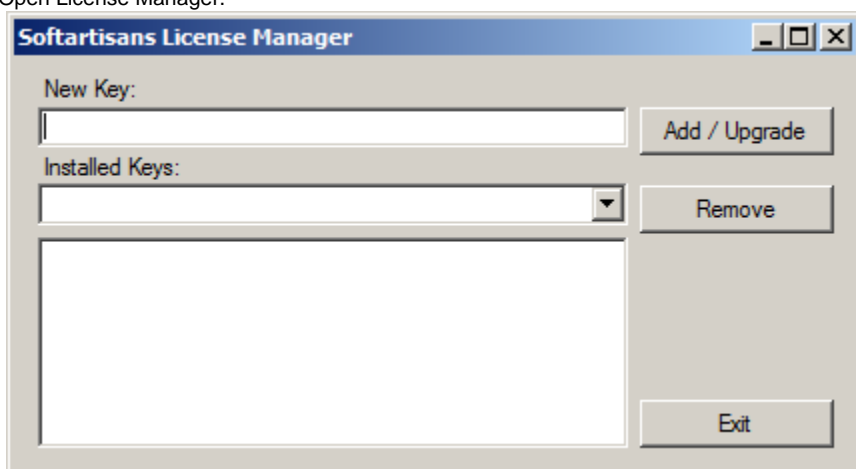 Open License Manager.
Softartisans License Manager
New Key:
Add / Upgrade
Installed Keys:
Remove
Exit